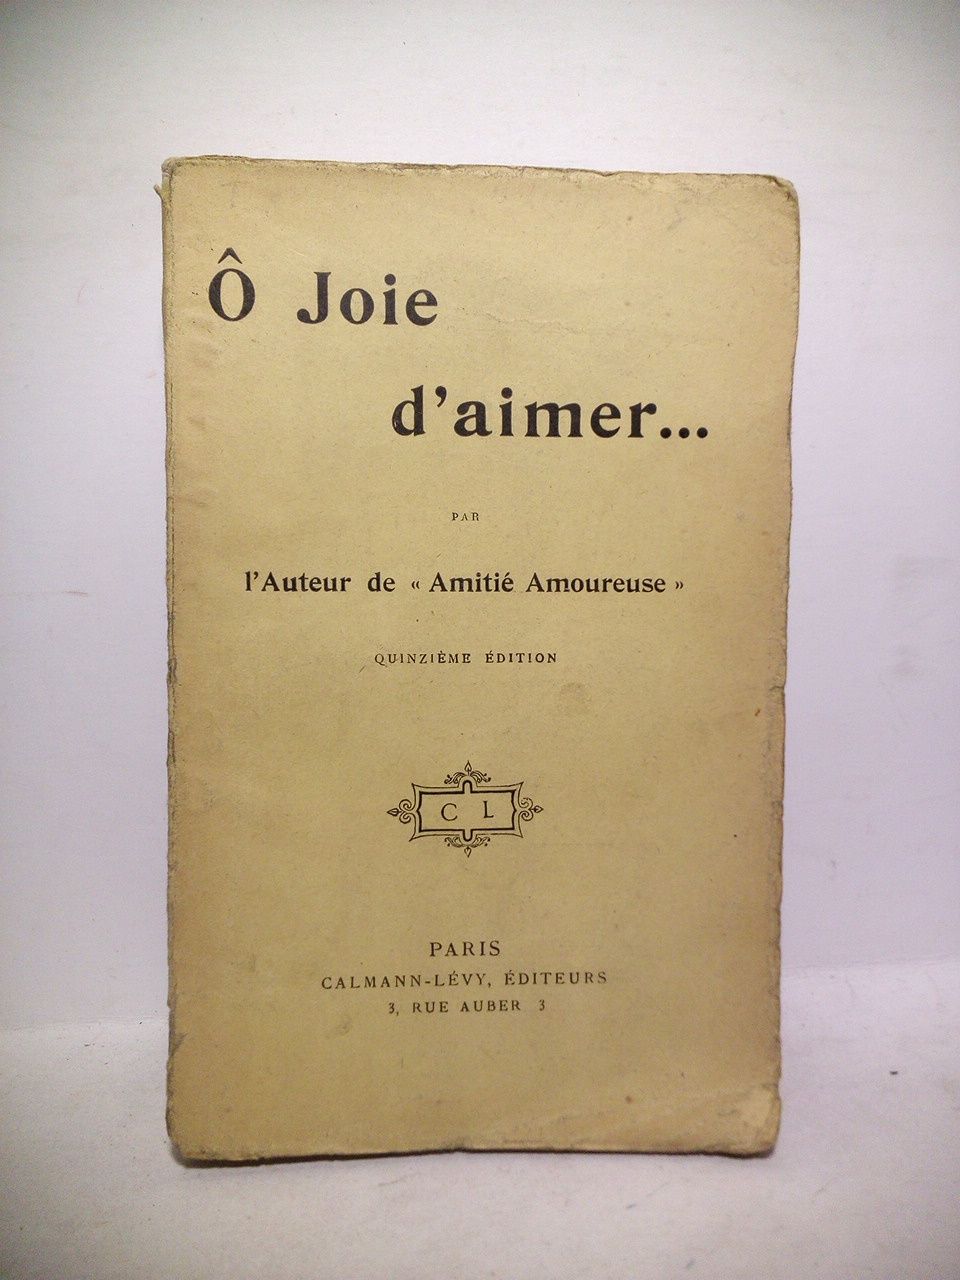 Ô Joie
d'aimer...
PAR
l'Auteur de « Amitié Amoureuse »
QUINZIÈME ÉDITION
C L
PARIS
CALMANN-LÉVY, ÉDITEURS
3, RUE AUBER 3